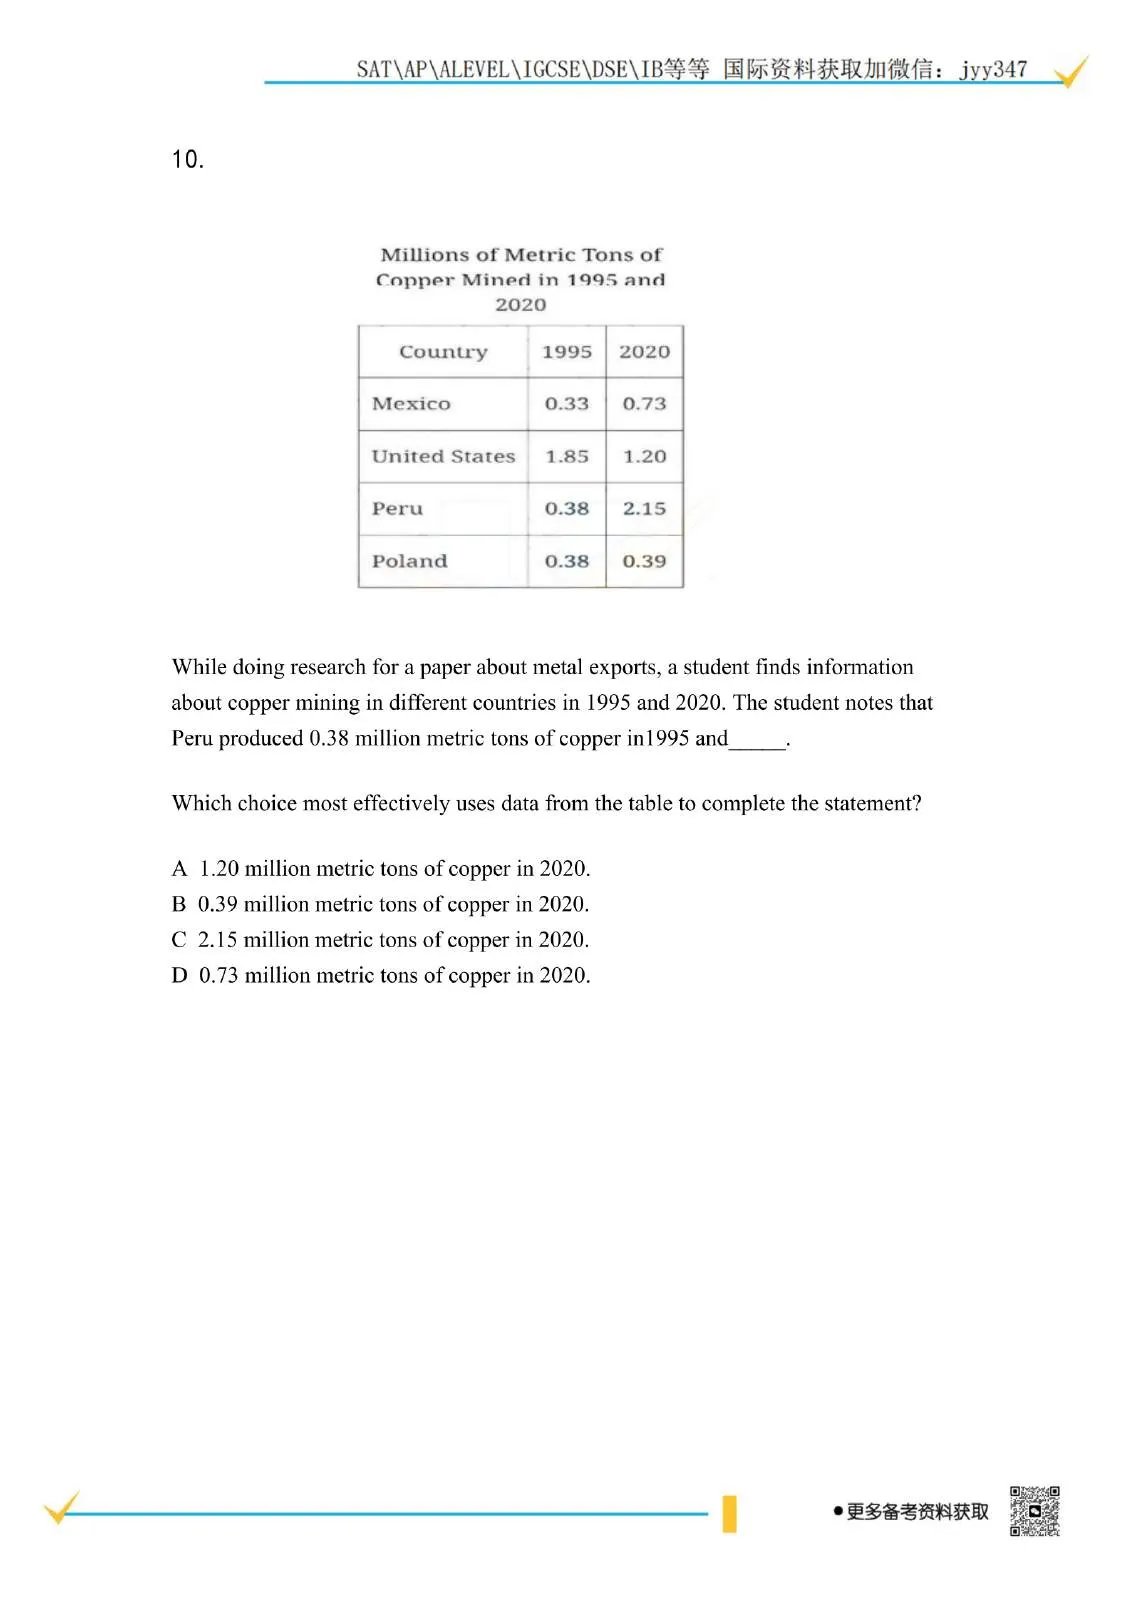 SAT\AP\ALEVEL\IGCSE\DSE\IB等等 国际资料获取加微信：jyy347
10.
Millions of Metric Tons of
Copper Mined in 1995 and
2020
Country 1995 2020
Mexico 0.33 0.73
United States 1.85 1.20
Peru 0.38 2.15
Poland 0.38 0.39
While doing research for a paper about metal exports, a student finds information
about copper mining in different countries in 1995 and 2020. The student notes that
Peru produced 0.38 million metric tons of copper in1995 and_____.
Which choice most effectively uses data from the table to complete the statement?
A 1.20 million metric tons of copper in 2020.
B 0.39 million metric tons of copper in 2020.
C 2.15 million metric tons of copper in 2020.
D 0.73 million metric tons of copper in 2020.
●更多备考资料获取